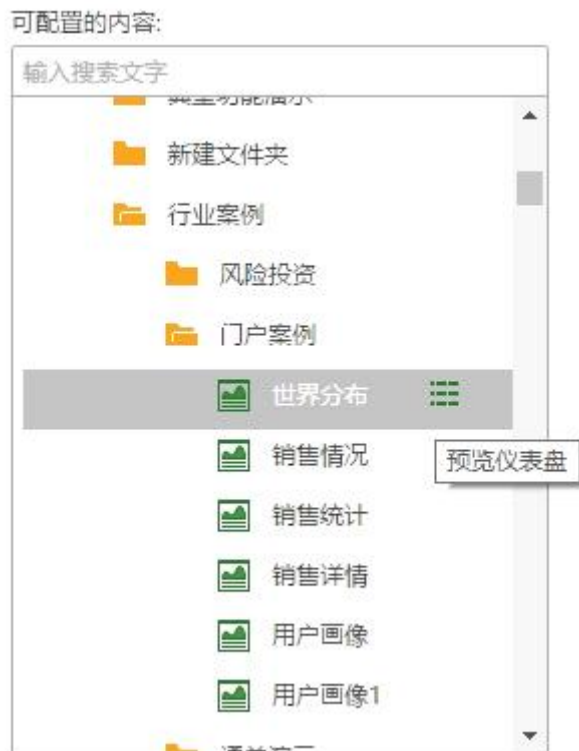 可配置的内容:
输入搜索文字
新建文件夹
行业案例
风险投资
门户案例
世界分布
销售情况
预览仪表盘
销售统计
销售详情
用户画像
用户画像1